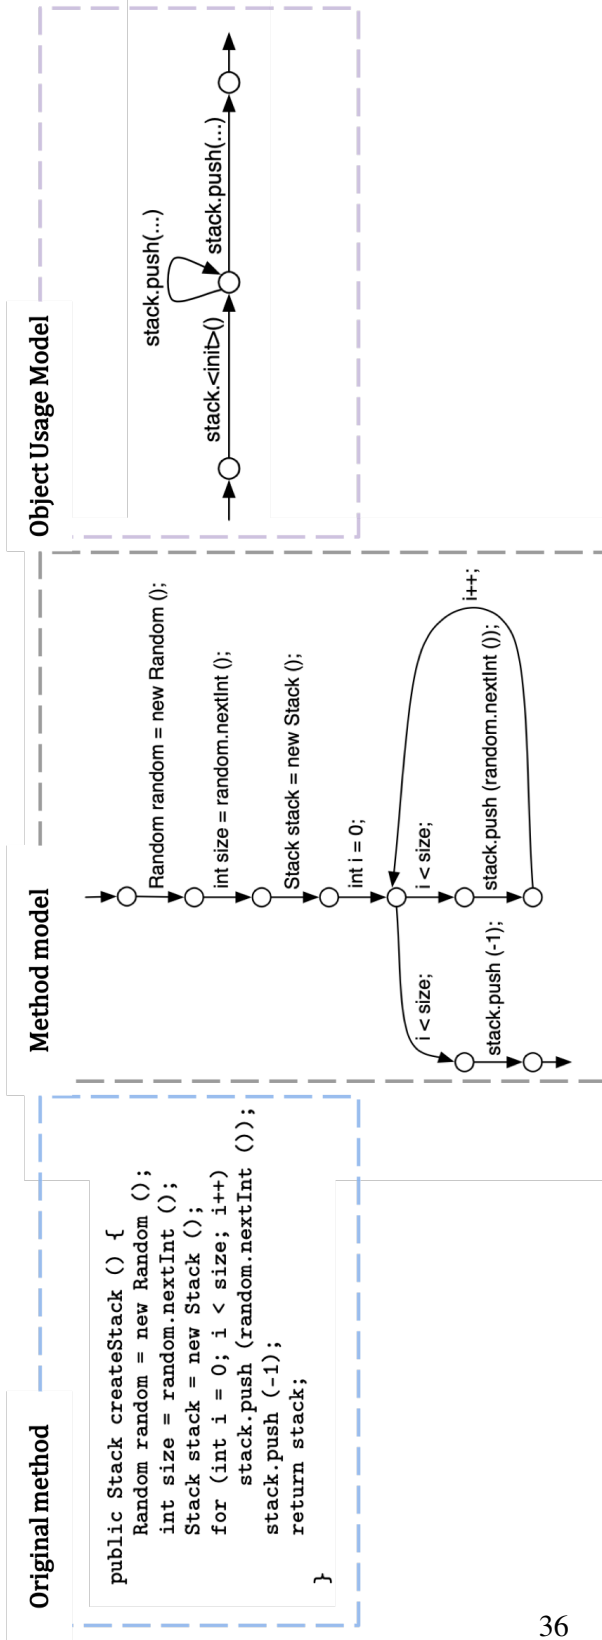 Original method
public Stack createStack () {
Random random = new Random ();
int size = random.nextInt ();
Stack stack = new Stack ();
for (int i = 0; i < size; i++)
stack.push (random.nextInt ());
stack.push (-1);
return stack;
}
Method model
Random random = new Random ();
int size = random.nextInt ();
Stack stack = new Stack ();
int i = 0;
i < size;
i < size;
stack.push (-1);
stack.push (random.nextInt ());
i++;
Object Usage Model
stack.<init>()
stack.push(...)
stack.push(...)
36